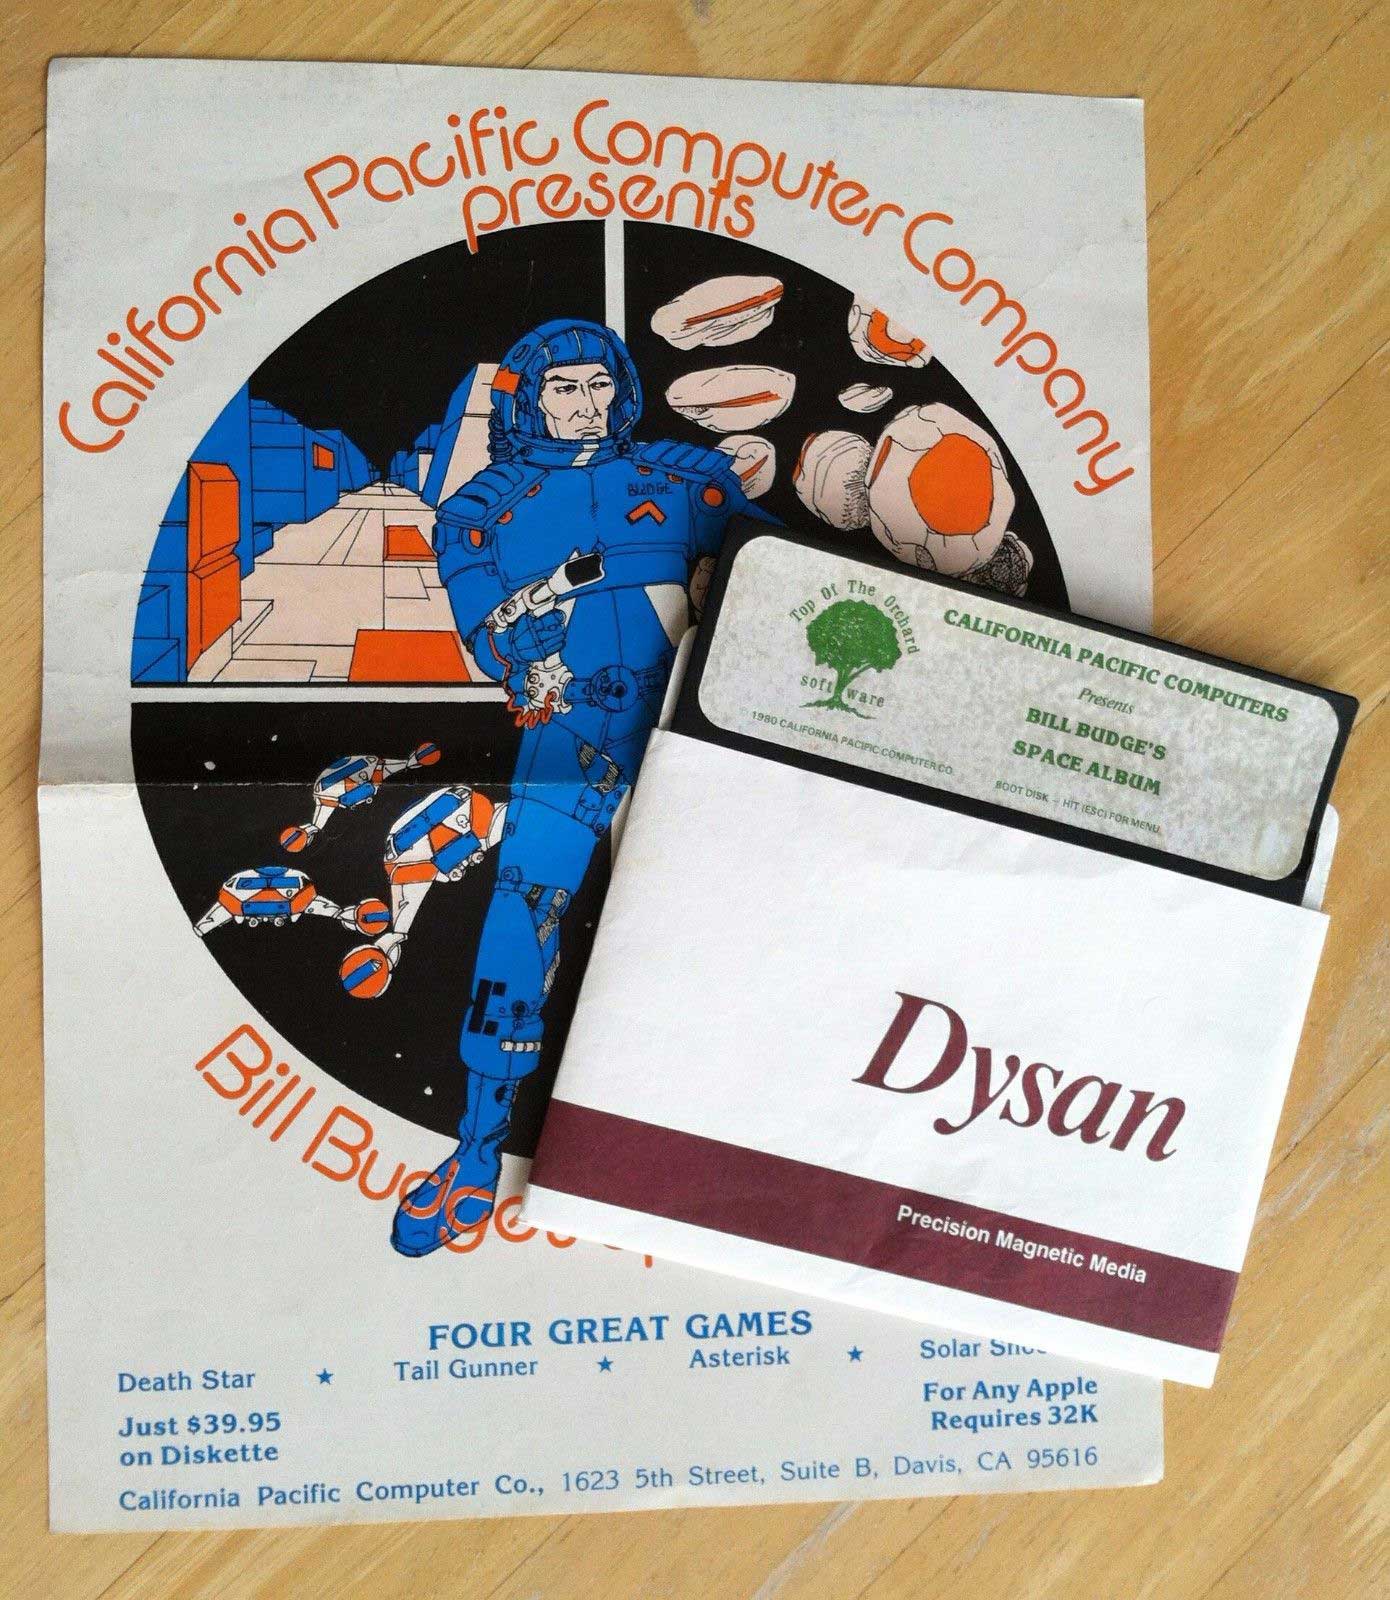 California Pacific Computer Company
presents
BUDGE
Bill Budge's
FOUR GREAT GAMES
Death Star ★ Tail Gunner ★ Asterisk ★ Solar
Just $39.95
on Diskette
For Any Apple
Requires 32K
California Pacific Computer Co., 1623 5th Street, Suite B, Davis, CA 95616
Top Of The Orchard
software
© 1980 CALIFORNIA PACIFIC COMPUTER CO.
CALIFORNIA PACIFIC COMPUTERS
Presents
BILL BUDGE'S
SPACE ALBUM
BOOT DISK - HIT (ESC) FOR MENU
Dysan
Precision Magnetic Media